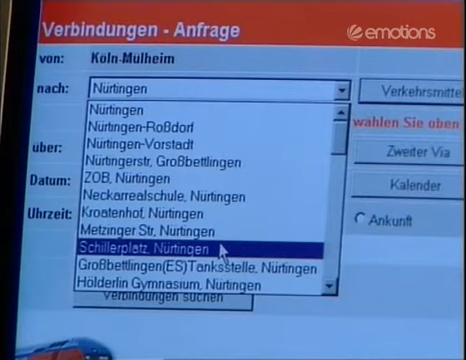 Verbindungen - Anfrage
emotions
von: Köln-Mülheim
nach: Nürtingen
Verkehrsmitte
Nürtingen
Nürtingen-Roßdorf
Nürtingen-Vorstadt
Nürtingerstr, Großbettlingen
ZOB, Nürtingen
Neckarrealschule, Nürtingen
Kroatenhof, Nürtingen
Metzinger Str, Nürtingen
Schillerplatz, Nürtingen
Großbettlingen(ES)Tanksstelle, Nürtingen
Hölderlin Gymnasium, Nürtingen
wahlen Sie oben
über:
Zweiter Via
Datum:
Kalender
Uhrzeit:
Ankunft
Verbindungen suchen